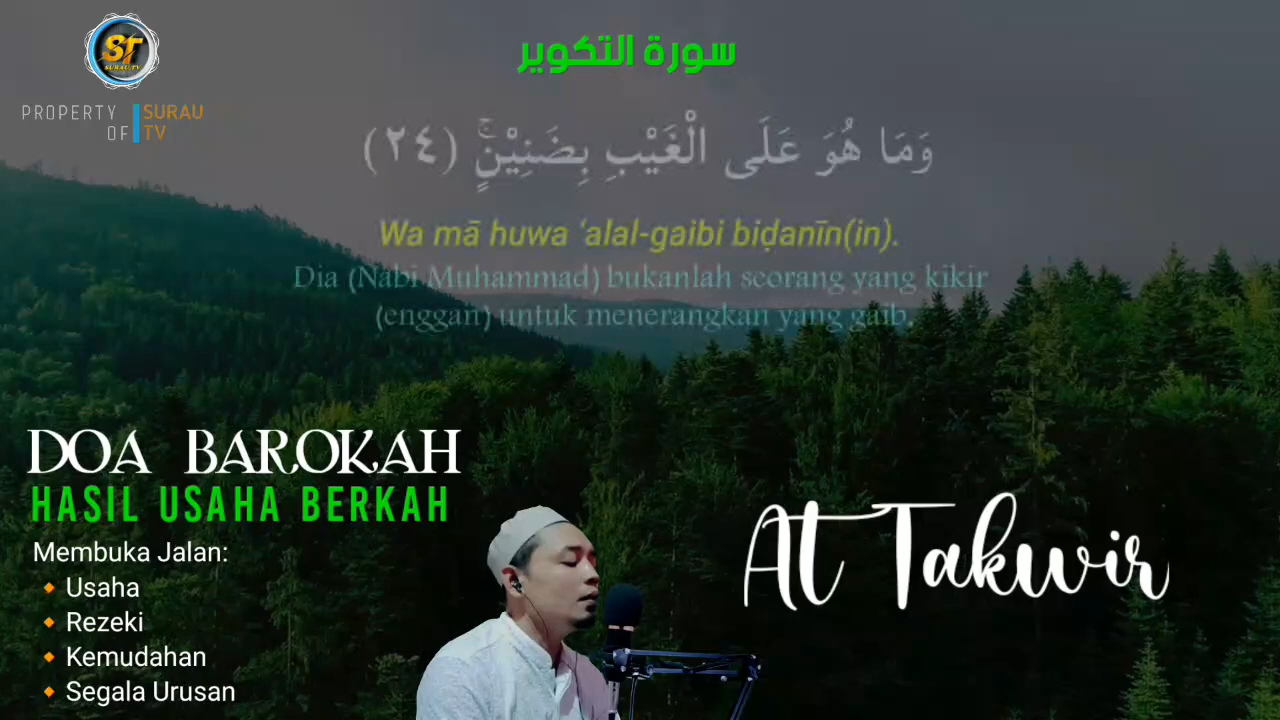 ST
SURAU TV
PROPERTY OF
SURAU TV
سورة التكوير
وَمَا هُوَ عَلَى الْغَيْبِ بِضَنِيْنٍۚ (٢٤)
Wa mā huwa ‘alal-gaibi biḍanīn(in).
Dia (Nabi Muhammad) bukanlah seorang yang kikir
(enggan) untuk menerangkan yang gaib.
DOA BAROKAH
HASIL USAHA BERKAH
Membuka Jalan:
🔸 Usaha
🔸 Rezeki
🔸 Kemudahan
🔸 Segala Urusan
At Takwir